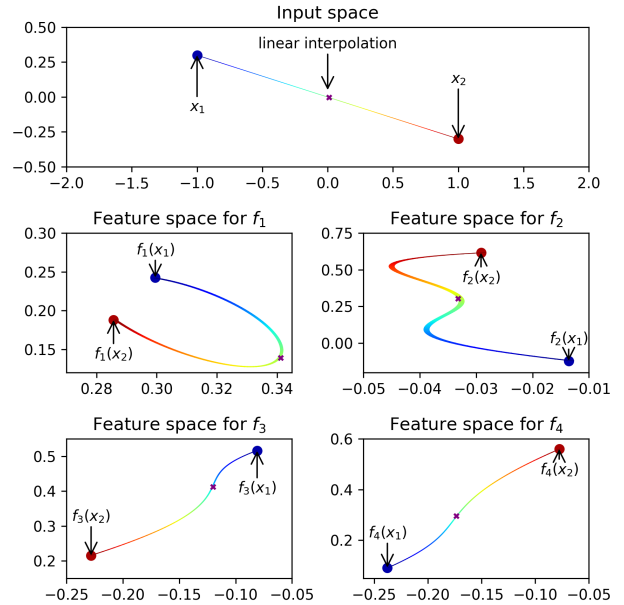 Input space
0.50
0.25
0.00
−0.25
−0.50
linear interpolation
x₁
x₂
−2.0 −1.5 −1.0 −0.5 0.0 0.5 1.0 1.5 2.0
Feature space for f₁
0.30
0.25
0.20
0.15
f₁(x₁)
f₁(x₂)
0.28 0.30 0.32 0.34
Feature space for f₂
0.75
0.50
0.25
0.00
f₂(x₂)
f₂(x₁)
−0.05 −0.04 −0.03 −0.02 −0.01
Feature space for f₃
0.5
0.4
0.3
0.2
f₃(x₁)
f₃(x₂)
−0.25 −0.20 −0.15 −0.10 −0.05
Feature space for f₄
0.6
0.4
0.2
f₄(x₂)
f₄(x₁)
−0.25 −0.20 −0.15 −0.10 −0.05